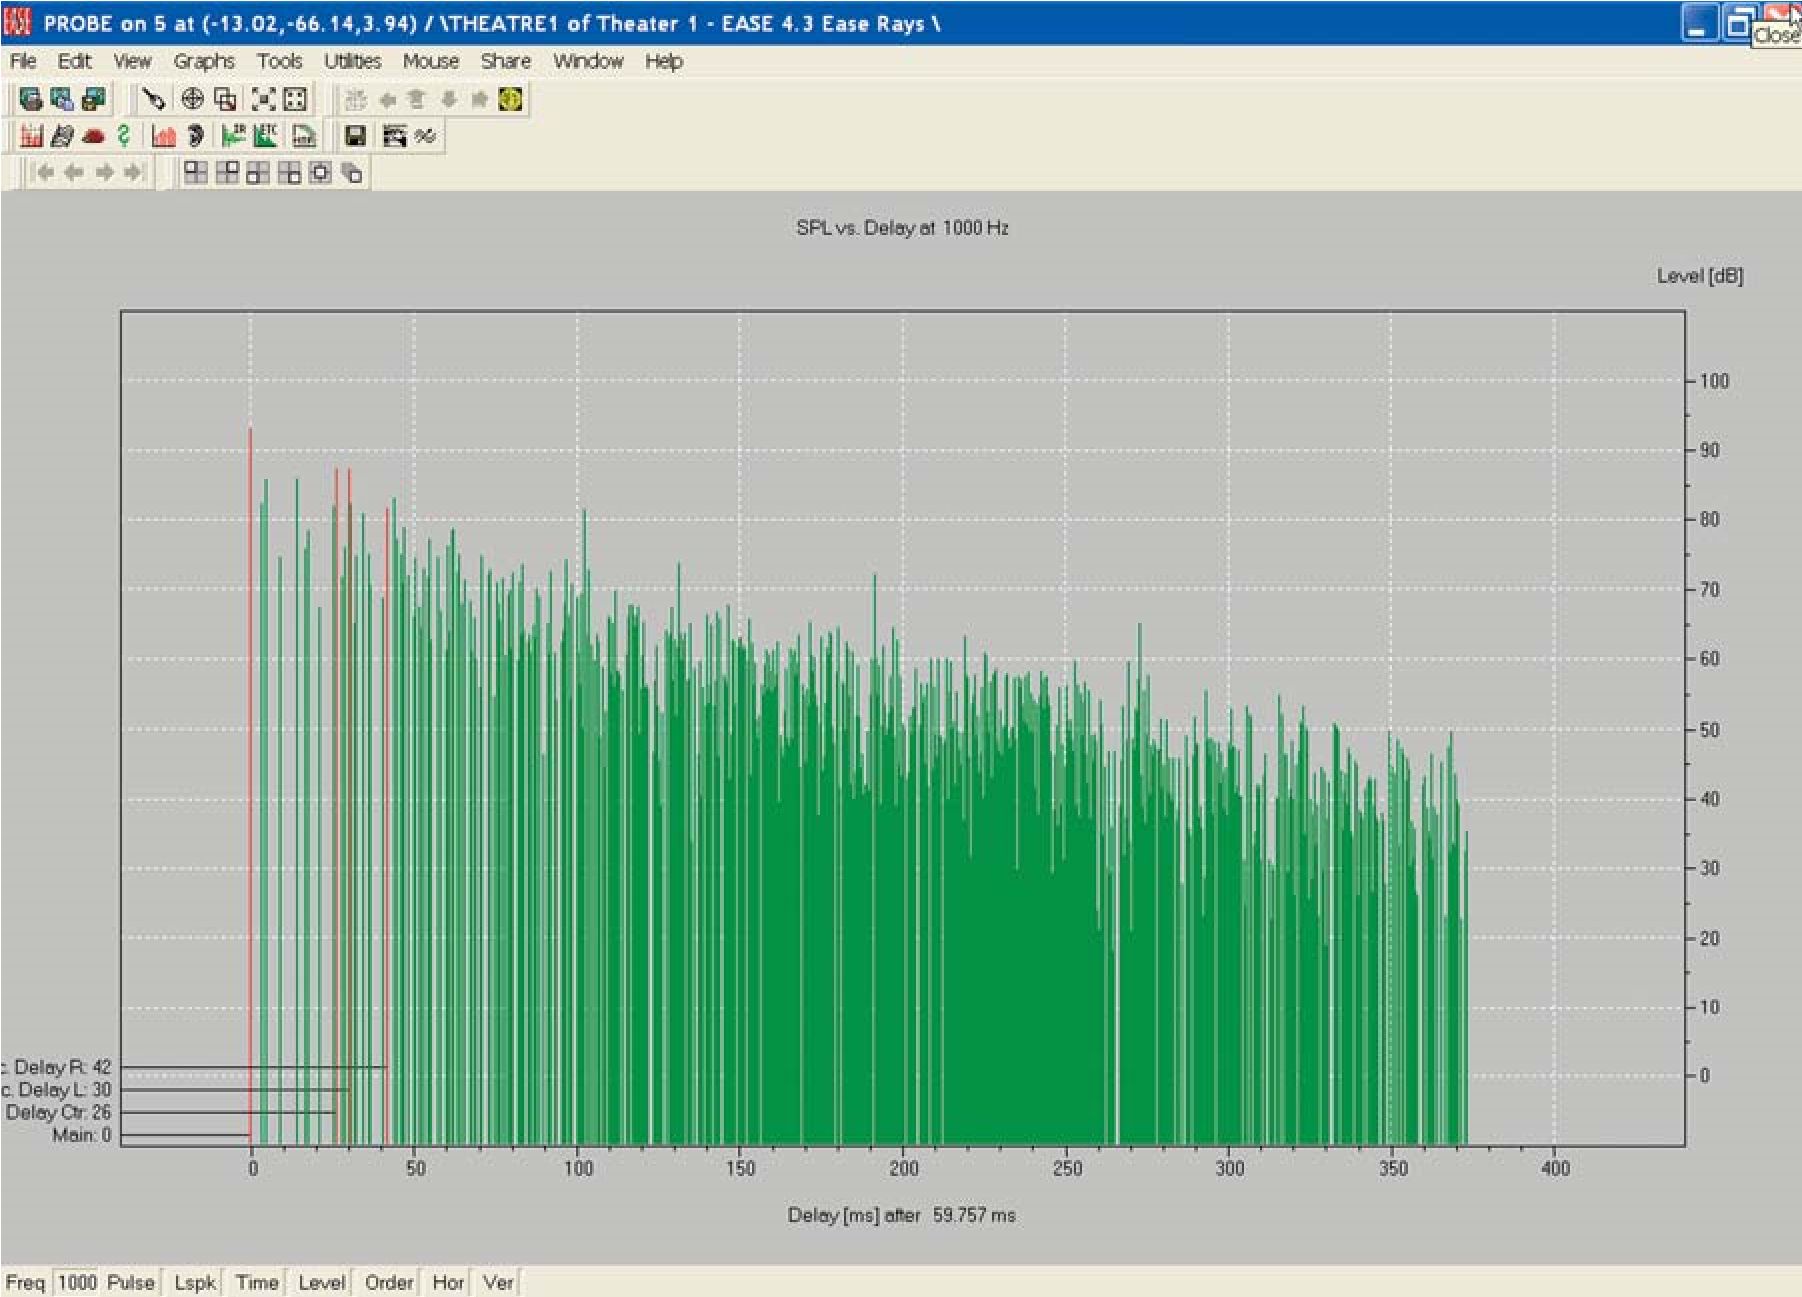 PROBE on 5 at (-13.02,-66.14,3.94) / \THEATRE1 of Theater 1 - EASE 4.3 Ease Rays \
Close
File Edit View Graphs Tools Utilities Mouse Share Window Help
IR ETC
SPL vs. Delay at 1000 Hz
Level [dB]
100
90
80
70
60
50
40
30
20
10
0
c. Delay R: 42
c. Delay L: 30
Delay Ctr: 26
Main: 0
0 50 100 150 200 250 300 350 400
Delay [ms] after 59.757 ms
Freq 1000 Pulse Lspk Time Level Order Hor Ver